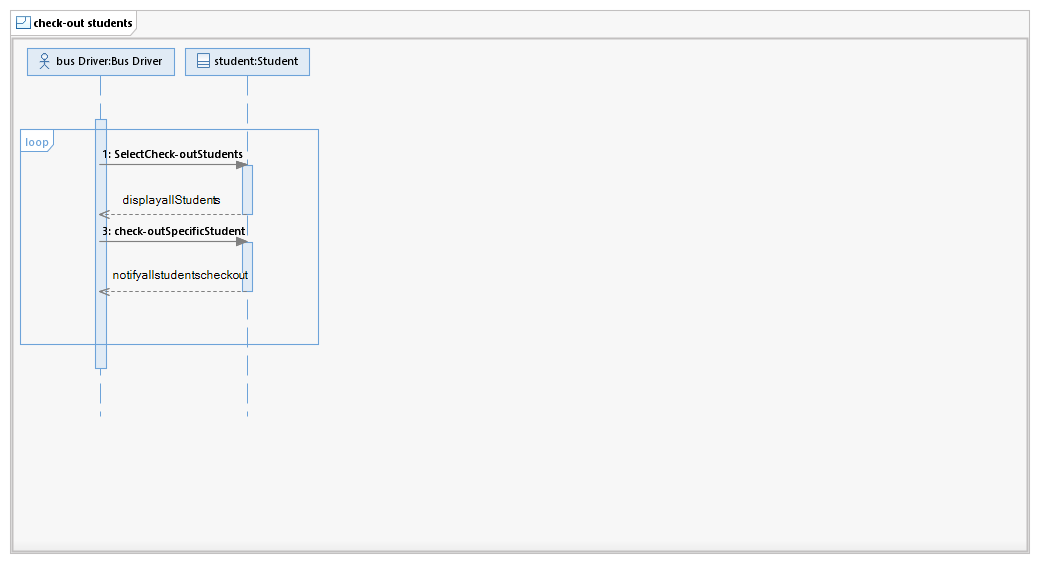 check-out students
bus Driver:Bus Driver
student:Student
loop
1: SelectCheck-outStudents
displayallStudents
3: check-outSpecificStudent
notifyallstudentscheckout